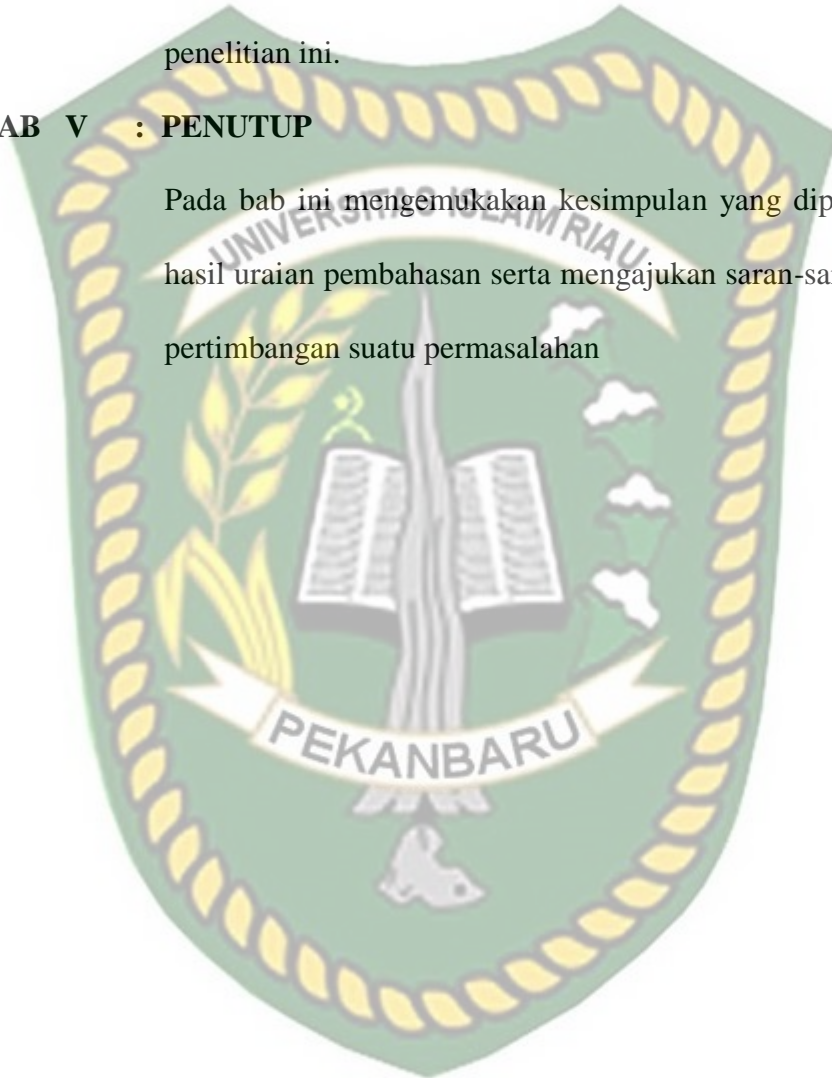 penelitian ini.
AB V : PENUTUP
Pada bab ini mengemukakan kesimpulan yang dip
UNIVERSITAS ISLAM RIAU
hasil uraian pembahasan serta mengajukan saran-sa
pertimbangan suatu permasalahan
PEKANBARU